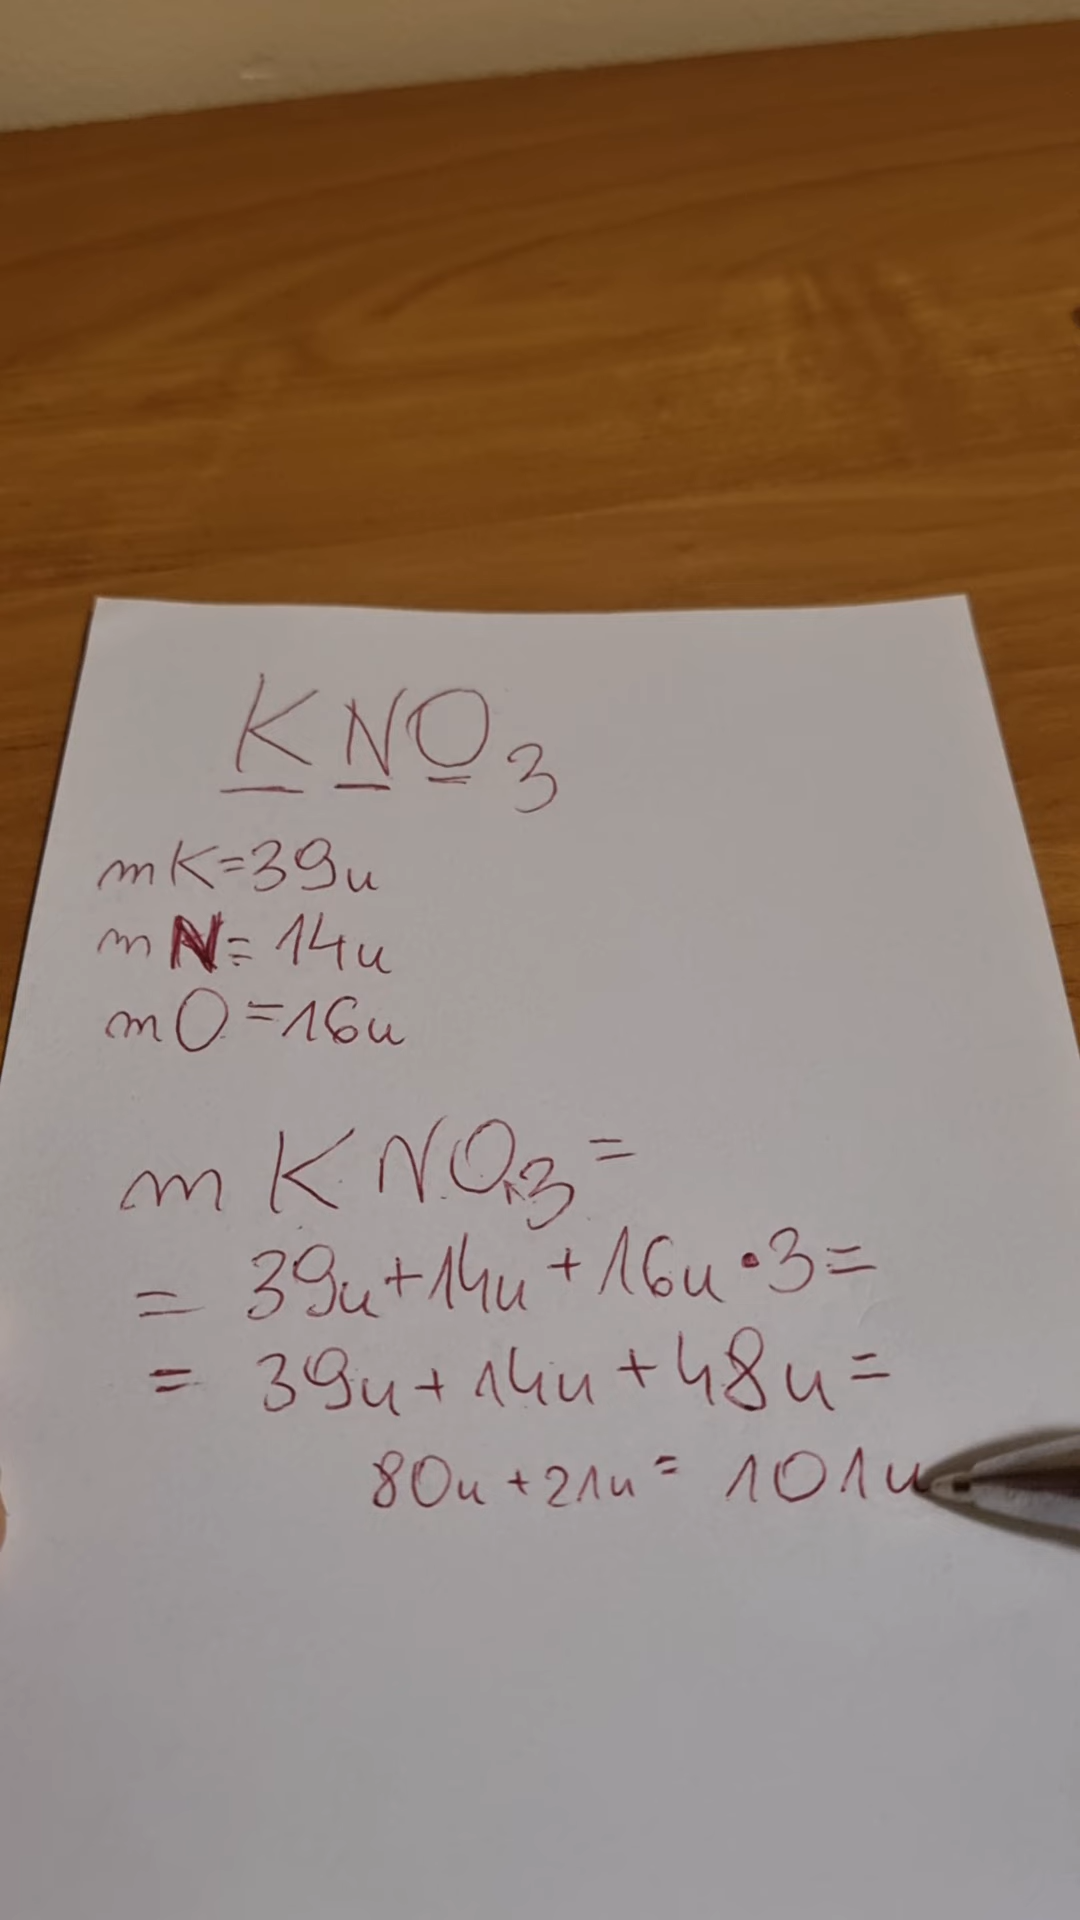 KNO₃
mK=39u
mN=14u
mO=16u
mKNO₃=
= 39u+14u+16u•3=
= 39u+14u+48u=
80u+21u= 101u